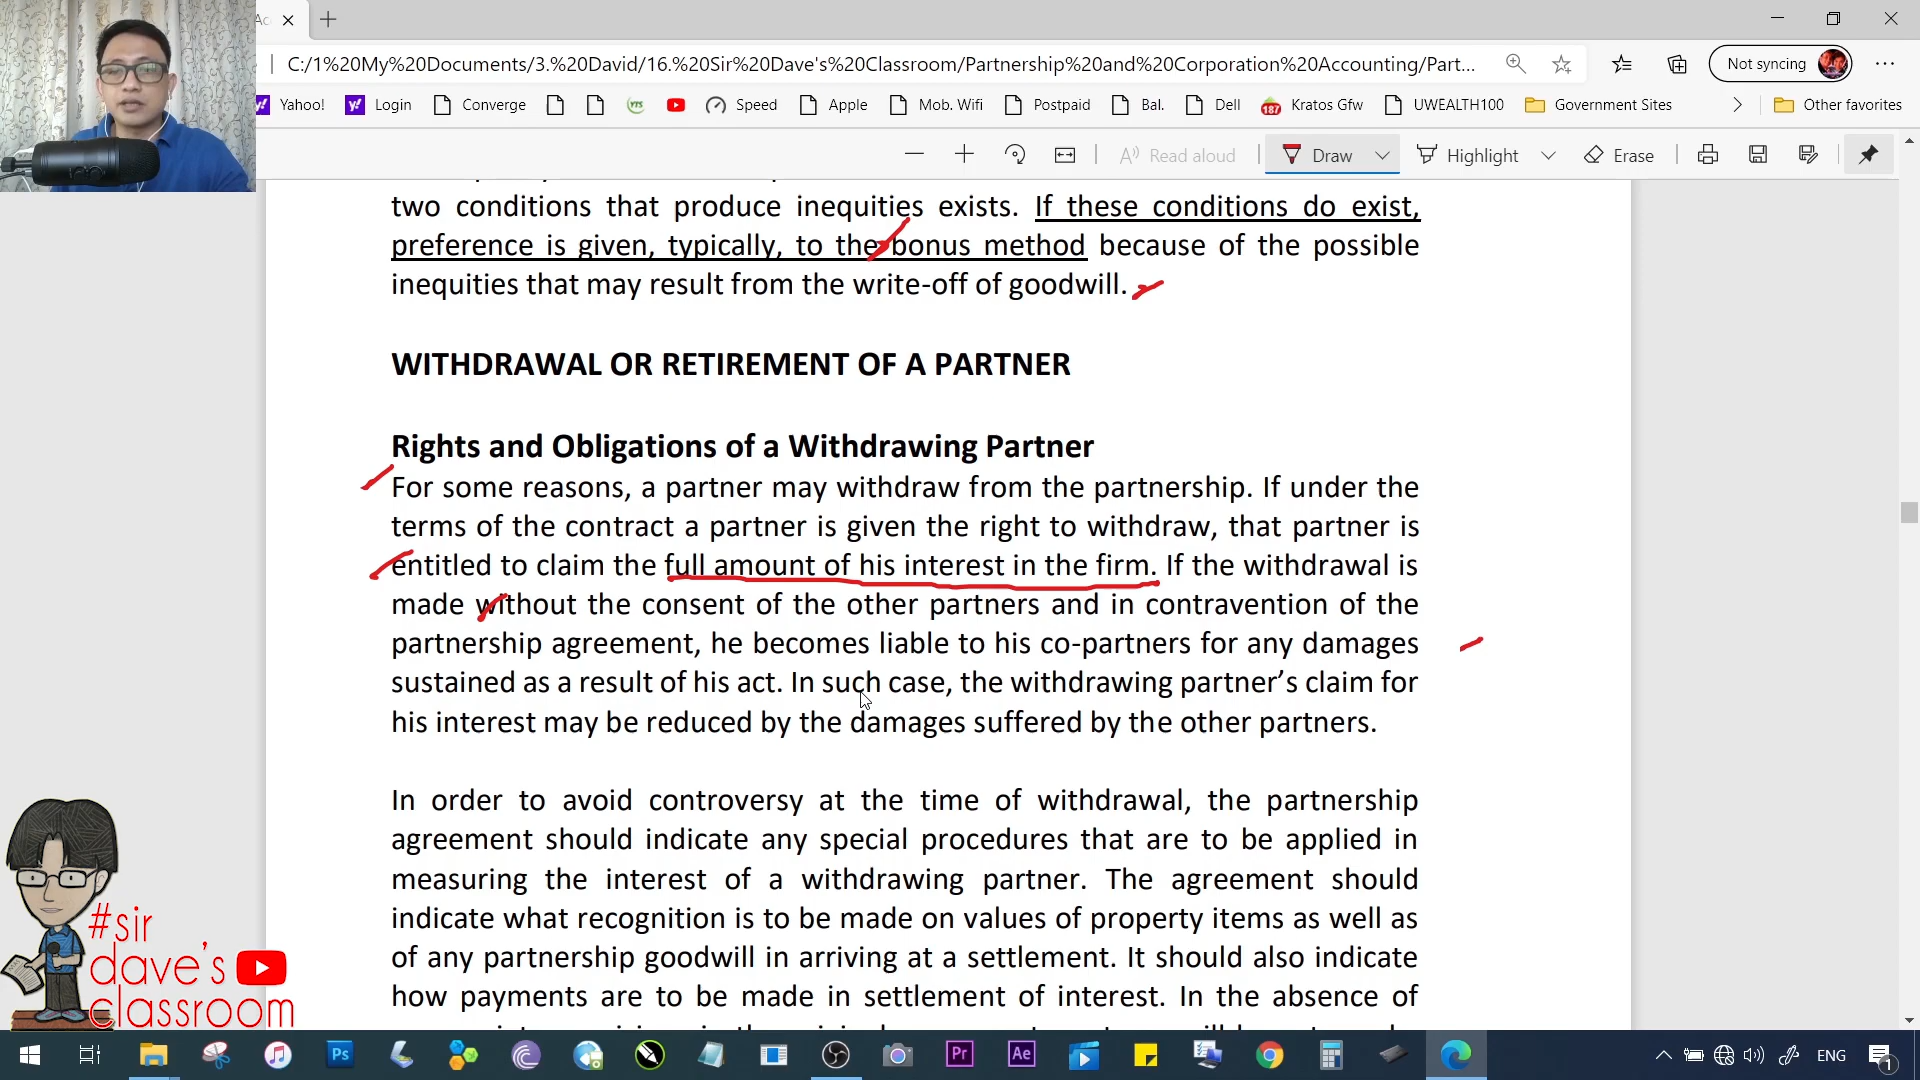 Not syncing
C:/1%20My%20Documents/3.%20David/16.%20Sir%20Dave's%20Classroom/Partnership%20and%20Corporation%20Accounting/Part...
Yahoo! Login Converge Speed Apple Mob. Wifi Postpaid Bal. Dell Kratos Gfw UWEALTH100 Government Sites Other favorites
Read aloud Draw Highlight Erase
two conditions that produce inequities exists. If these conditions do exist,
preference is given, typically, to the bonus method because of the possible
inequities that may result from the write-off of goodwill.
WITHDRAWAL OR RETIREMENT OF A PARTNER
Rights and Obligations of a Withdrawing Partner
For some reasons, a partner may withdraw from the partnership. If under the
terms of the contract a partner is given the right to withdraw, that partner is
entitled to claim the full amount of his interest in the firm. If the withdrawal is
made without the consent of the other partners and in contravention of the
partnership agreement, he becomes liable to his co-partners for any damages
sustained as a result of his act. In such case, the withdrawing partner’s claim for
his interest may be reduced by the damages suffered by the other partners.
In order to avoid controversy at the time of withdrawal, the partnership
agreement should indicate any special procedures that are to be applied in
measuring the interest of a withdrawing partner. The agreement should
indicate what recognition is to be made on values of property items as well as
of any partnership goodwill in arriving at a settlement. It should also indicate
how payments are to be made in settlement of interest. In the absence of
#sir
dave's
classroom
Ps Pr Ae ENG 1